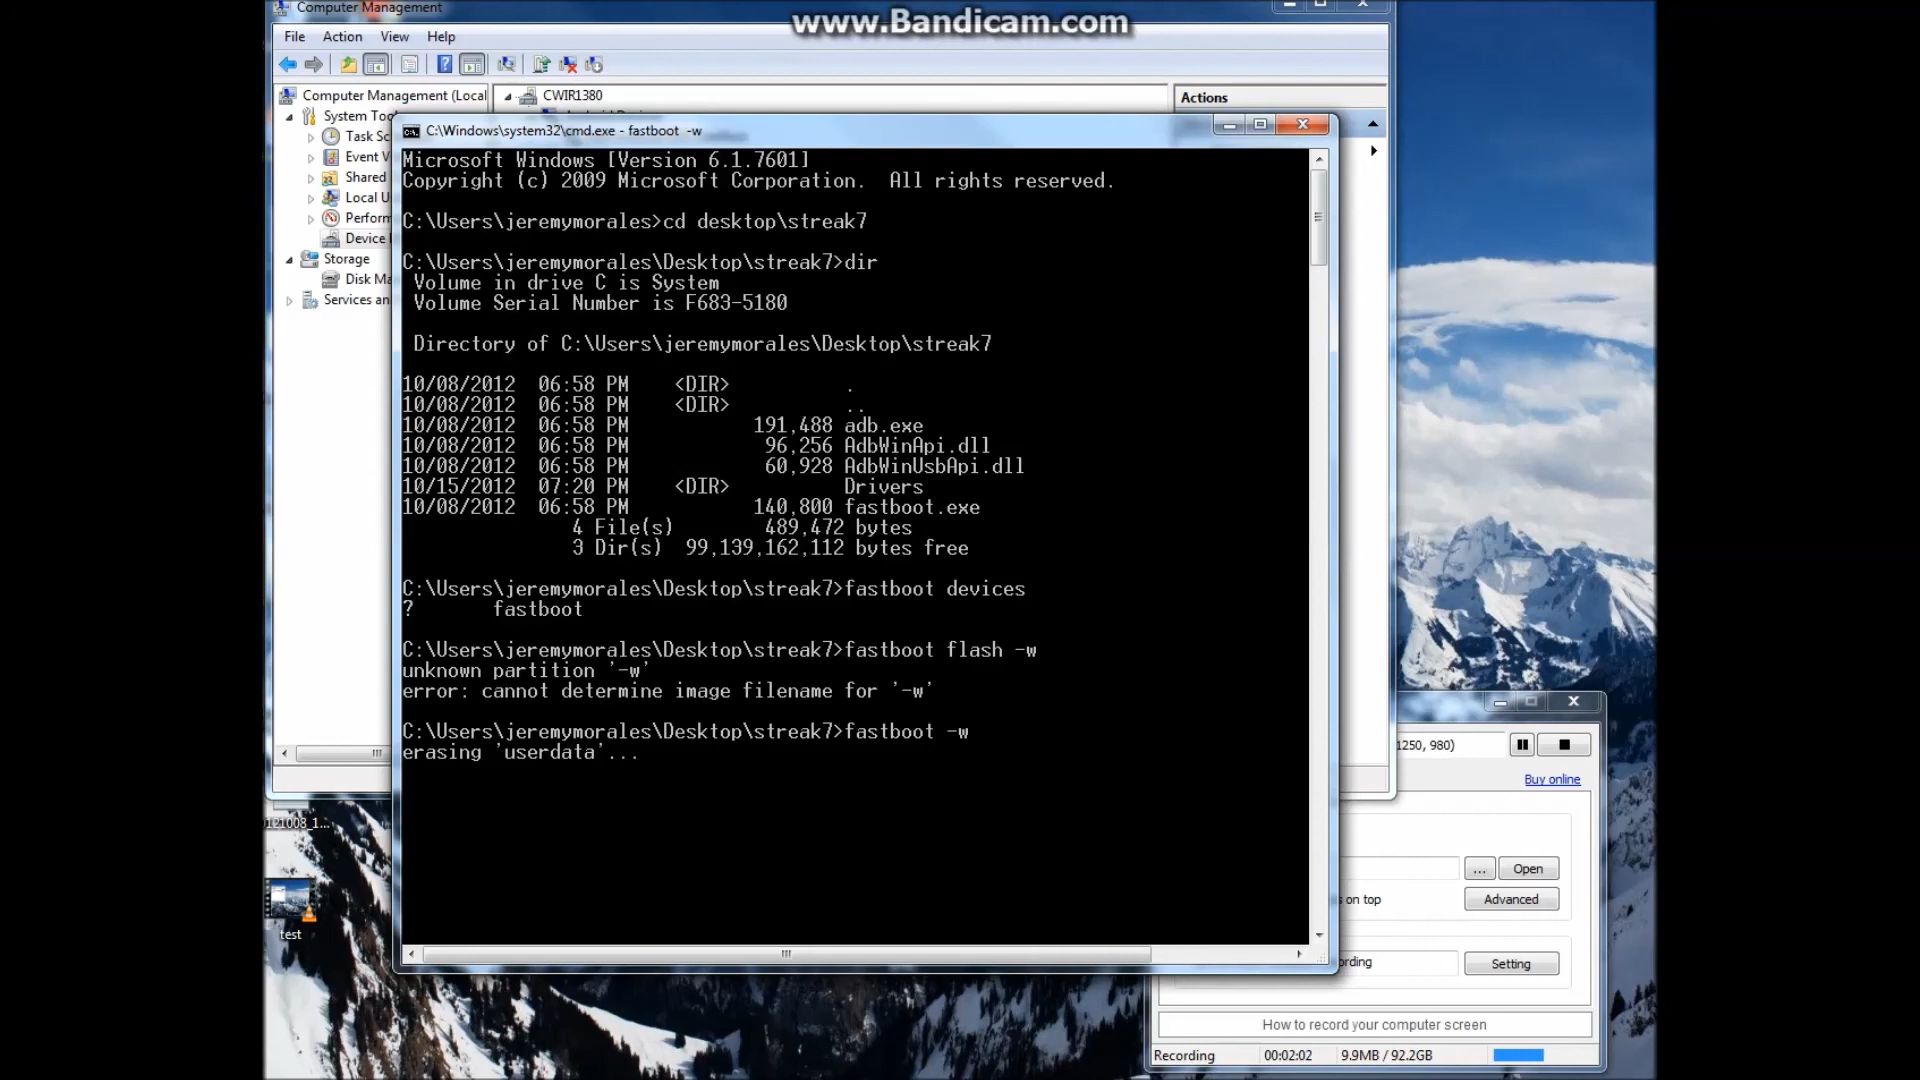 Computer Management
www.Bandicam.com
File Action View Help
Computer Management (Local
CWIR1380
Actions
System Too
Task Sc
Event V
Shared
Local U
Perform
Device
Storage
Disk Ma
Services an
C:\Windows\system32\cmd.exe - fastboot -w
Microsoft Windows [Version 6.1.7601]
Copyright (c) 2009 Microsoft Corporation. All rights reserved.
C:\Users\jeremymorales>cd desktop\streak7
C:\Users\jeremymorales\Desktop\streak7>dir
Volume in drive C is System
Volume Serial Number is F683-5180
Directory of C:\Users\jeremymorales\Desktop\streak7
10/08/2012 06:58 PM <DIR> .
10/08/2012 06:58 PM <DIR> ..
10/08/2012 06:58 PM 191,488 adb.exe
10/08/2012 06:58 PM 96,256 AdbWinApi.dll
10/08/2012 06:58 PM 60,928 AdbWinUsbApi.dll
10/15/2012 07:20 PM <DIR> Drivers
10/08/2012 06:58 PM 140,800 fastboot.exe
4 File(s) 489,472 bytes
3 Dir(s) 99,139,162,112 bytes free
C:\Users\jeremymorales\Desktop\streak7>fastboot devices
? fastboot
C:\Users\jeremymorales\Desktop\streak7>fastboot flash -w
unknown partition '-w'
error: cannot determine image filename for '-w'
C:\Users\jeremymorales\Desktop\streak7>fastboot -w
erasing 'userdata'...
1250, 980)
Buy online
... Open
s on top
Advanced
rding
Setting
How to record your computer screen
Recording 00:02:02 9.9MB / 92.2GB
121008_1...
test